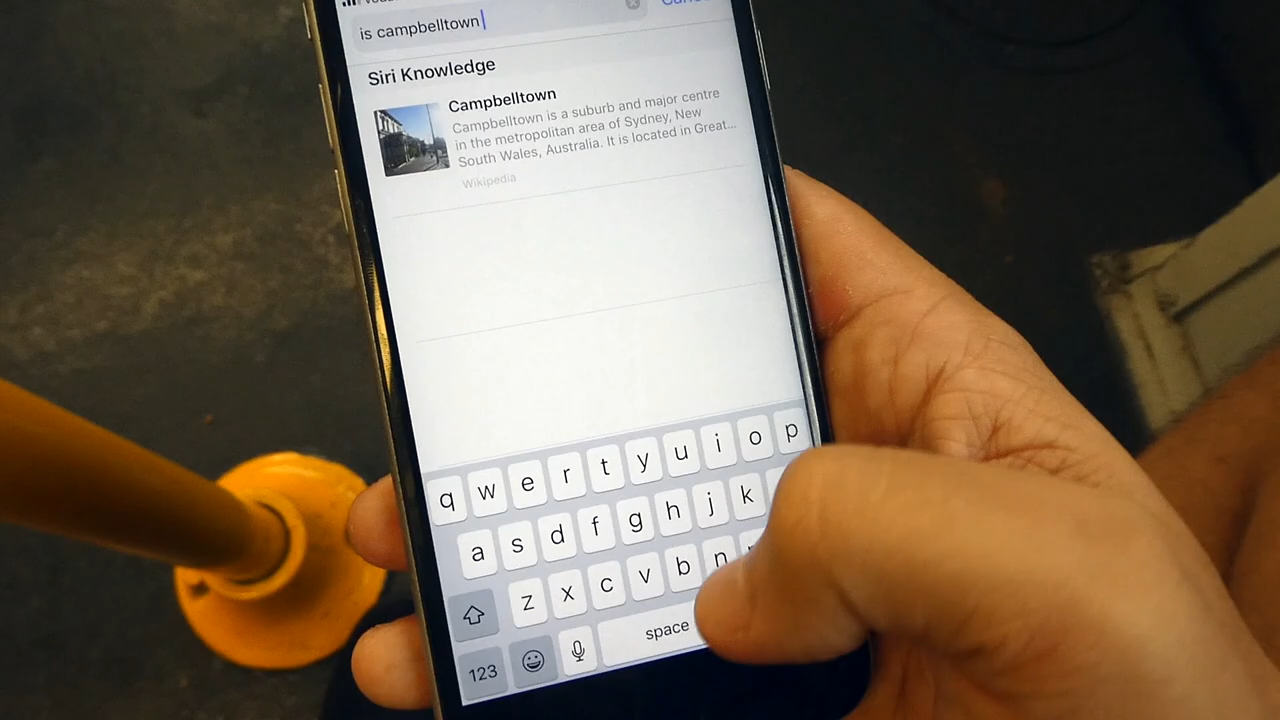 is campbelltown
Siri Knowledge
Campbelltown
Campbelltown is a suburb and major centre
in the metropolitan area of Sydney, New
South Wales, Australia. It is located in Great...
Wikipedia
q w e r t y u i o p
a s d f g h j k
z x c v b n
123 space